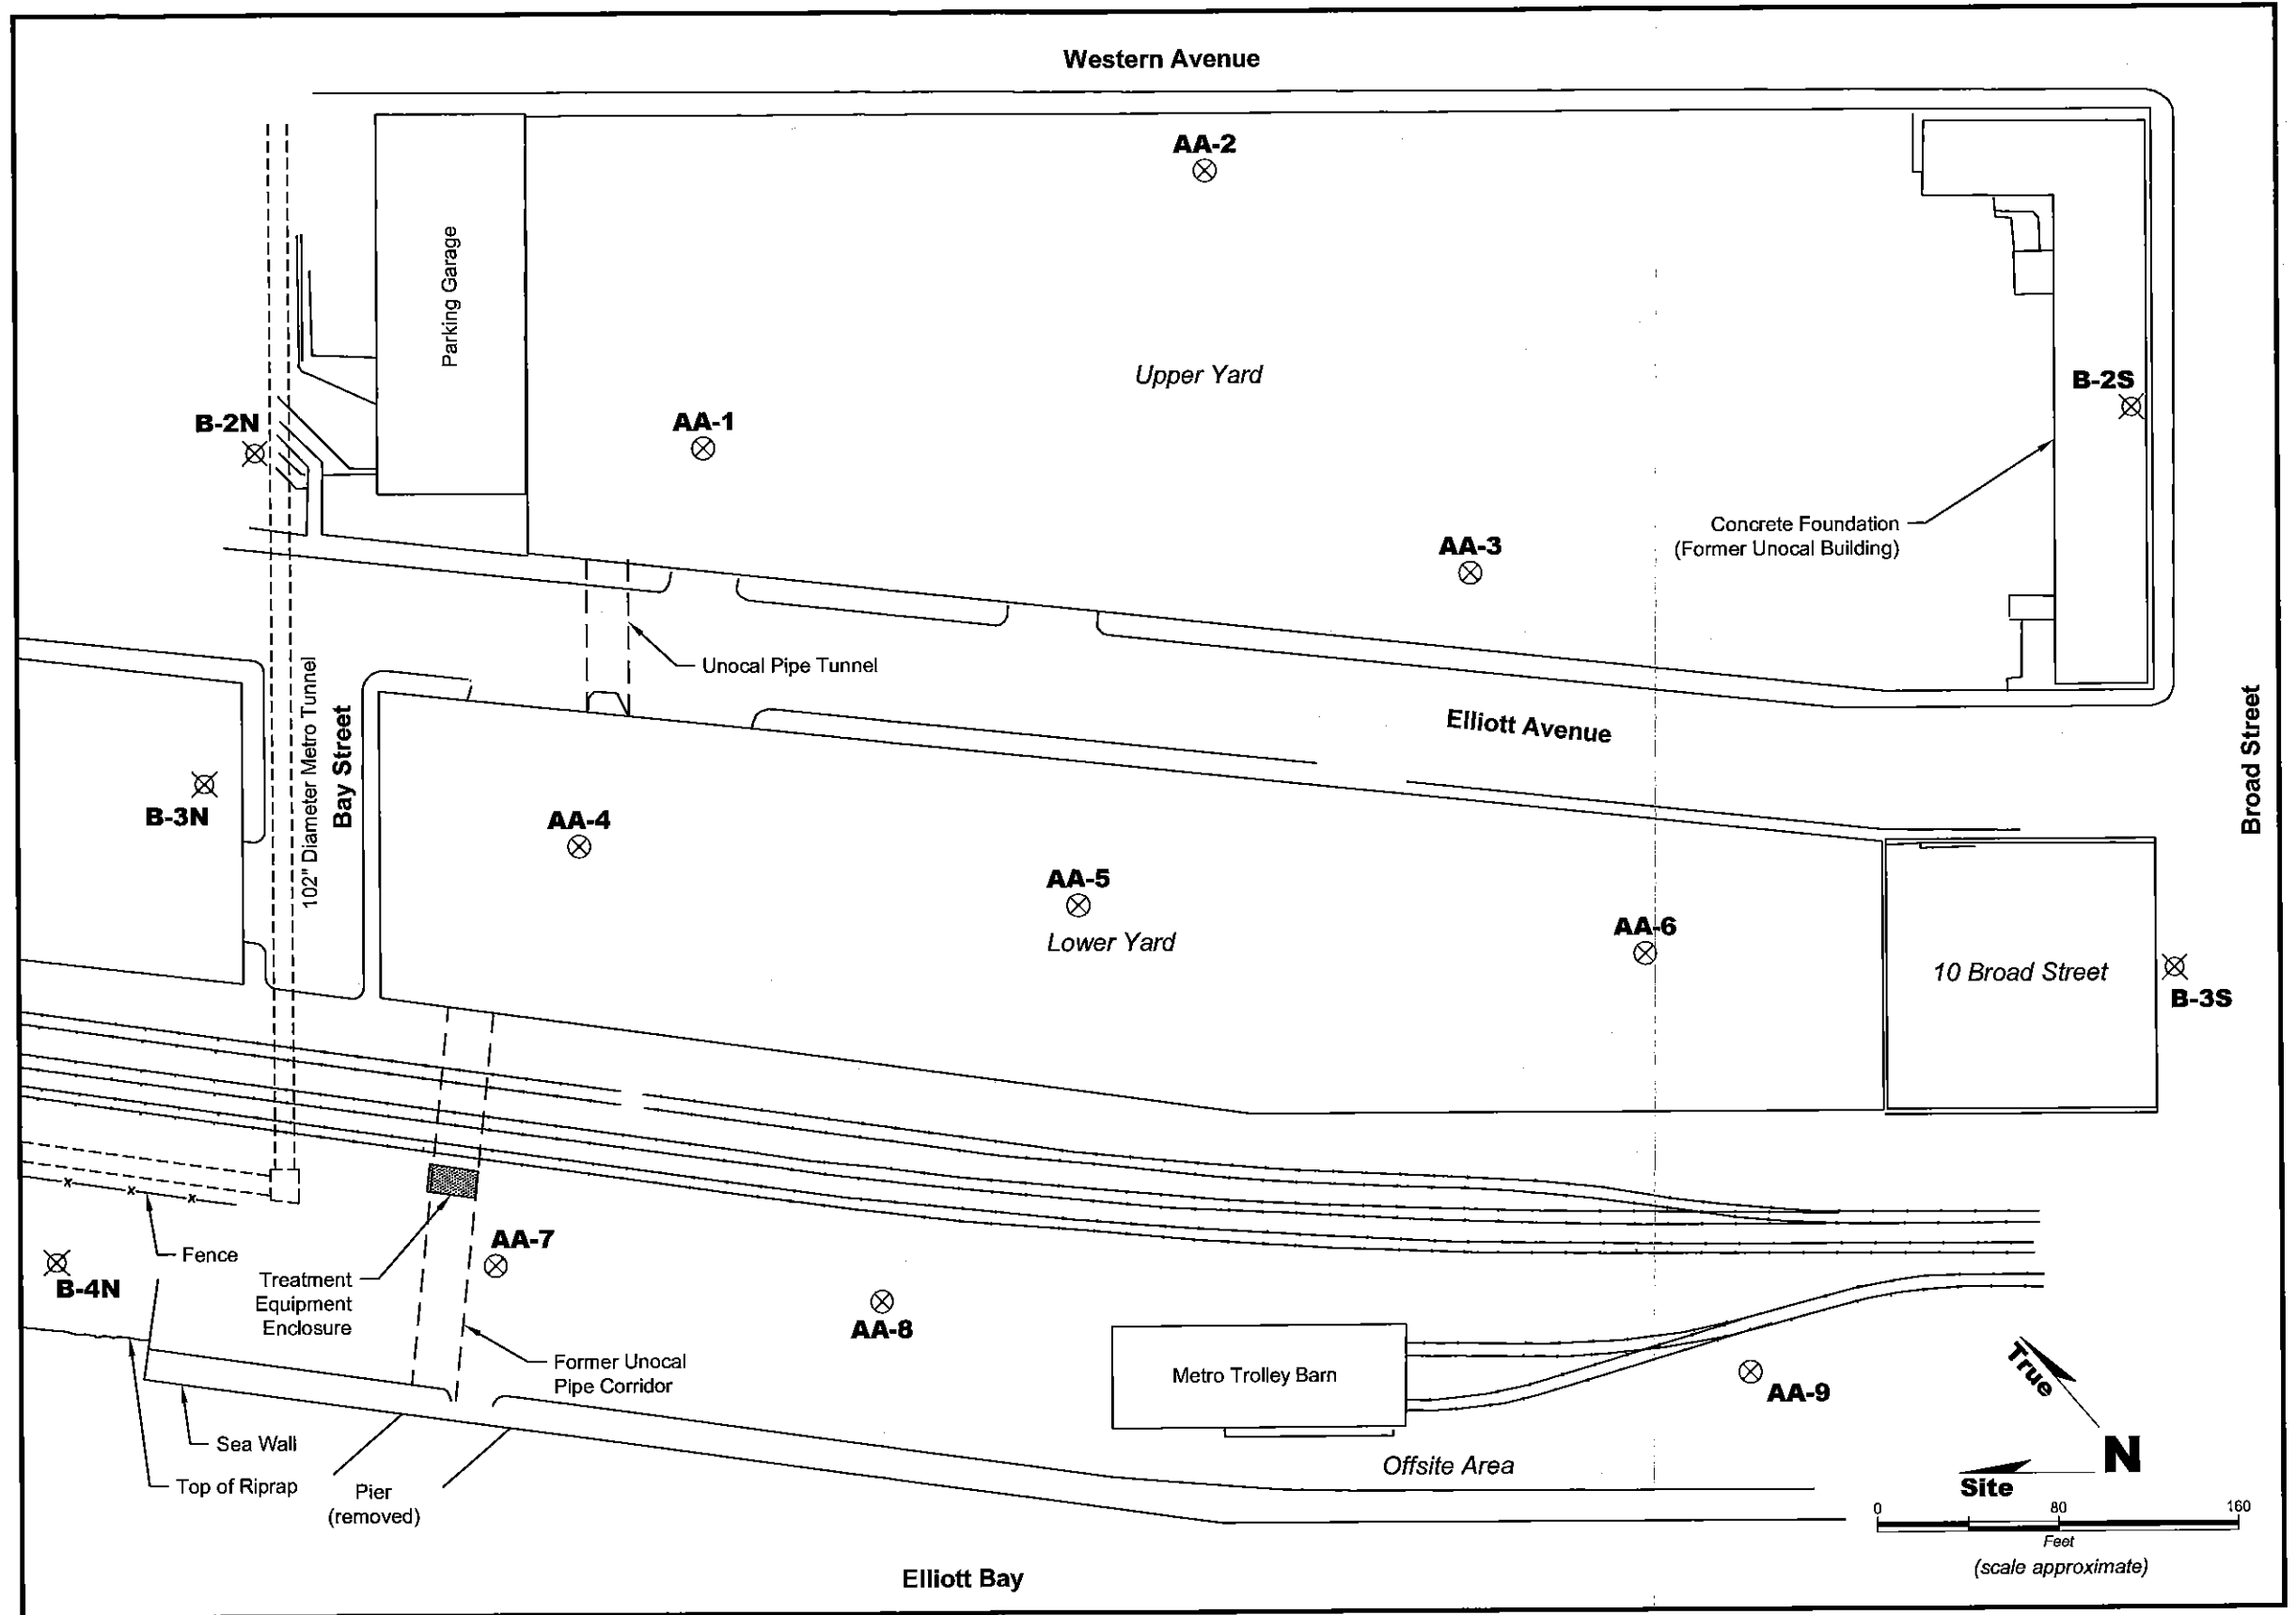 Western Avenue
AA-2
Parking Garage
Upper Yard
B-2S
B-2N
AA-1
Concrete Foundation
(Former Unocal Building)
AA-3
Unocal Pipe Tunnel
102" Diameter Metro Tunnel
Bay Street
Elliott Avenue
Broad Street
B-3N
AA-4
AA-5
Lower Yard
AA-6
10 Broad Street
B-3S
x x x
Fence
B-4N
AA-7
Treatment
Equipment
Enclosure
AA-8
Former Unocal
Pipe Corridor
Metro Trolley Barn
AA-9
True
N
Site
Sea Wall
Top of Riprap
Pier
(removed)
Offsite Area
0 80 160
Feet
(scale approximate)
Elliott Bay